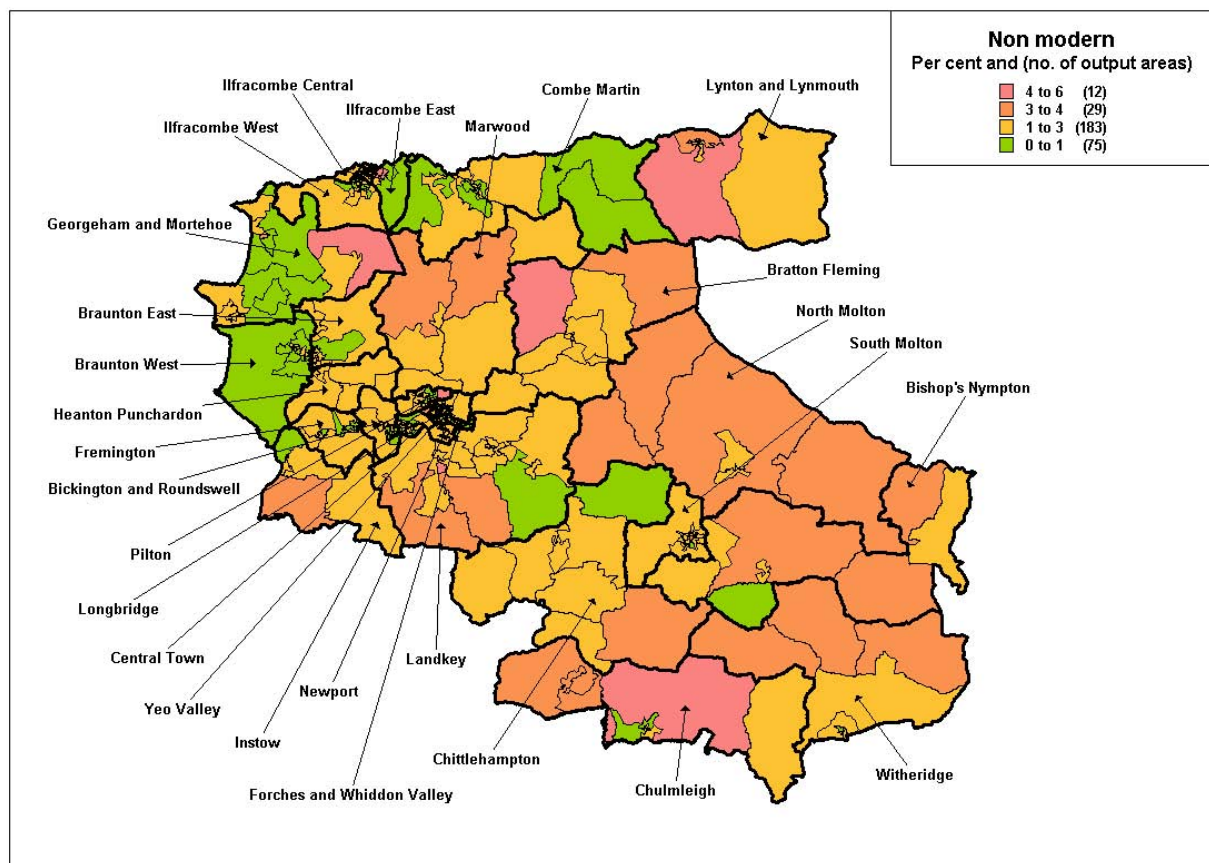 Non modern
Per cent and (no. of output areas)
4 to 6 (12)
3 to 4 (29)
1 to 3 (183)
0 to 1 (75)
Ilfracombe Central
Ilfracombe East
Ilfracombe West
Combe Martin
Lynton and Lynmouth
Marwood
Georgeham and Mortehoe
Bratton Fleming
Braunton East
North Molton
South Molton
Braunton West
Bishop's Nympton
Heanton Punchardon
Fremington
Bickington and Roundswell
Pilton
Longbridge
Central Town
Landkey
Newport
Yeo Valley
Instow
Chittlehampton
Witheridge
Forches and Whiddon Valley
Chulmleigh